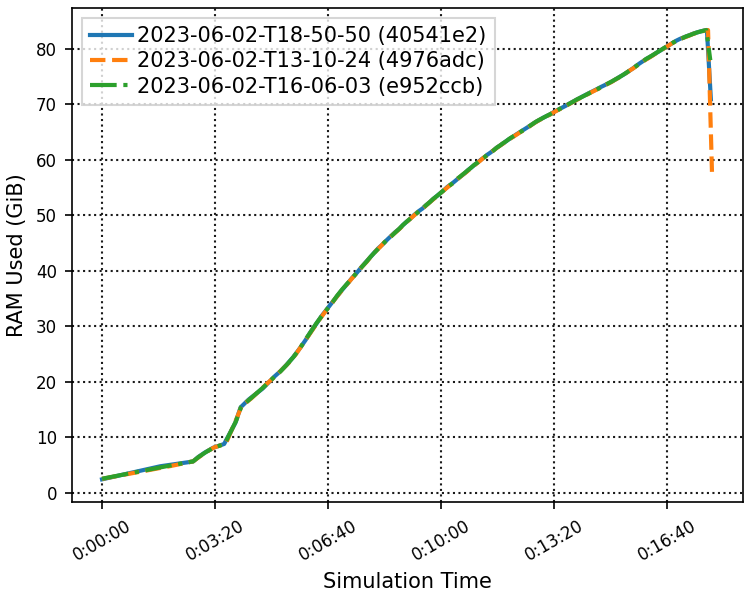 2023-06-02-T18-50-50 (40541e2)
2023-06-02-T13-10-24 (4976adc)
2023-06-02-T16-06-03 (e952ccb)
RAM Used (GiB)
80
70
60
50
40
30
20
10
0
0:00:00 0:03:20 0:06:40 0:10:00 0:13:20 0:16:40
Simulation Time